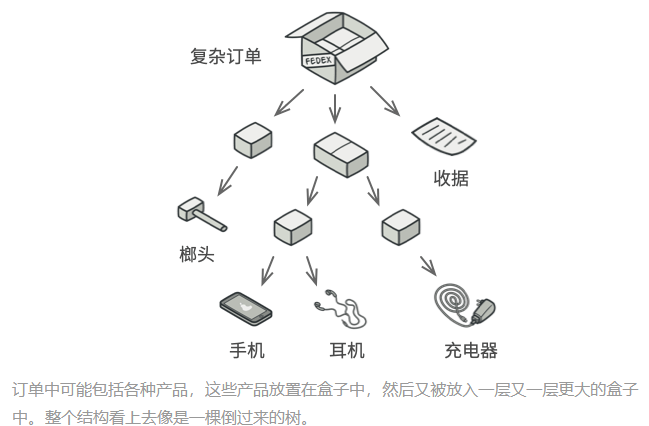 复杂订单
FEDEX
收据
榔头
手机
耳机
充电器
订单中可能包括各种产品，这些产品放置在盒子中，然后又被放入一层又一层更大的盒子
中。整个结构看上去像是一棵倒过来的树。